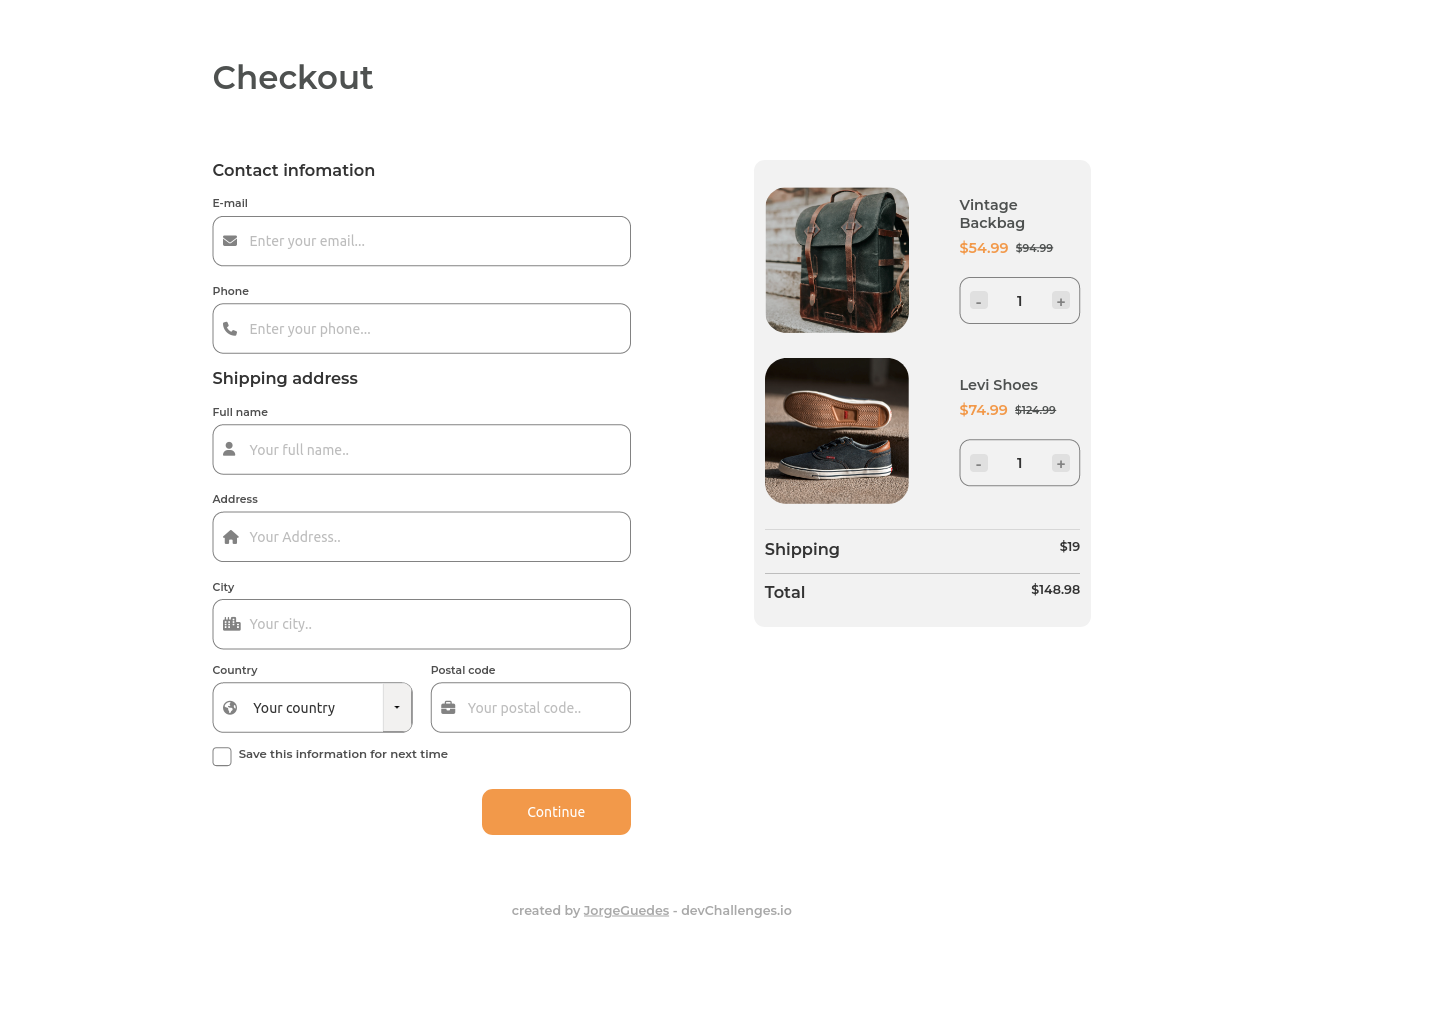 Checkout
Contact infomation
E-mail
Enter your email...
Phone
Enter your phone...
Shipping address
Full name
Your full name..
Address
Your Address..
City
Your city..
Country
Postal code
Your country
Your postal code..
Save this information for next time
Continue
Vintage
Backbag
$54.99 $94.99
- 1 +
Levi Shoes
$74.99 $124.99
- 1 +
Shipping $19
Total $148.98
created by JorgeGuedes - devChallenges.io